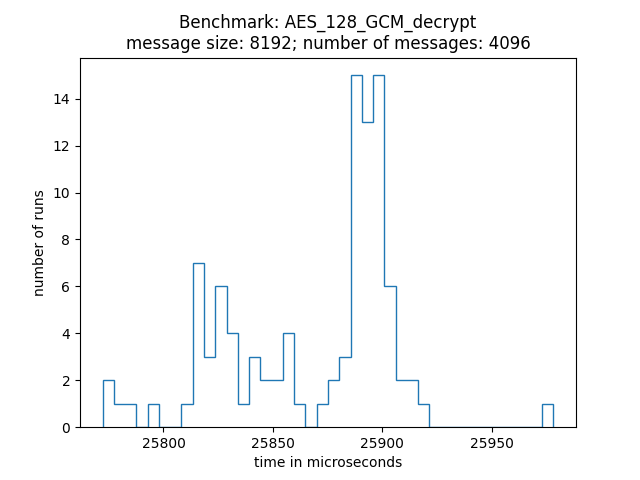 Benchmark: AES_128_GCM_decrypt
message size: 8192; number of messages: 4096
14
12
10
8
6
4
2
0
number of runs
25800 25850 25900 25950
time in microseconds